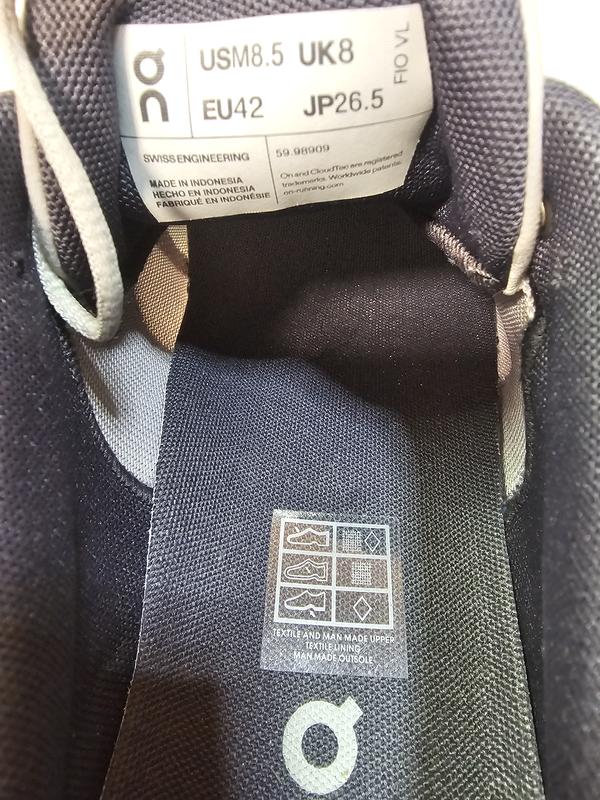 On
USM8.5 UK8
EU42 JP26.5
FIO VL
SWISS ENGINEERING
MADE IN INDONESIA
HECHO EN INDONESIA
FABRIQUÉ EN INDONÉSIE
59.98909
On and CloudTec are registered
trademarks. Worldwide patents.
on-running.com
TEXTILE AND MAN MADE UPPER
TEXTILE LINING
MAN MADE OUTSOLE